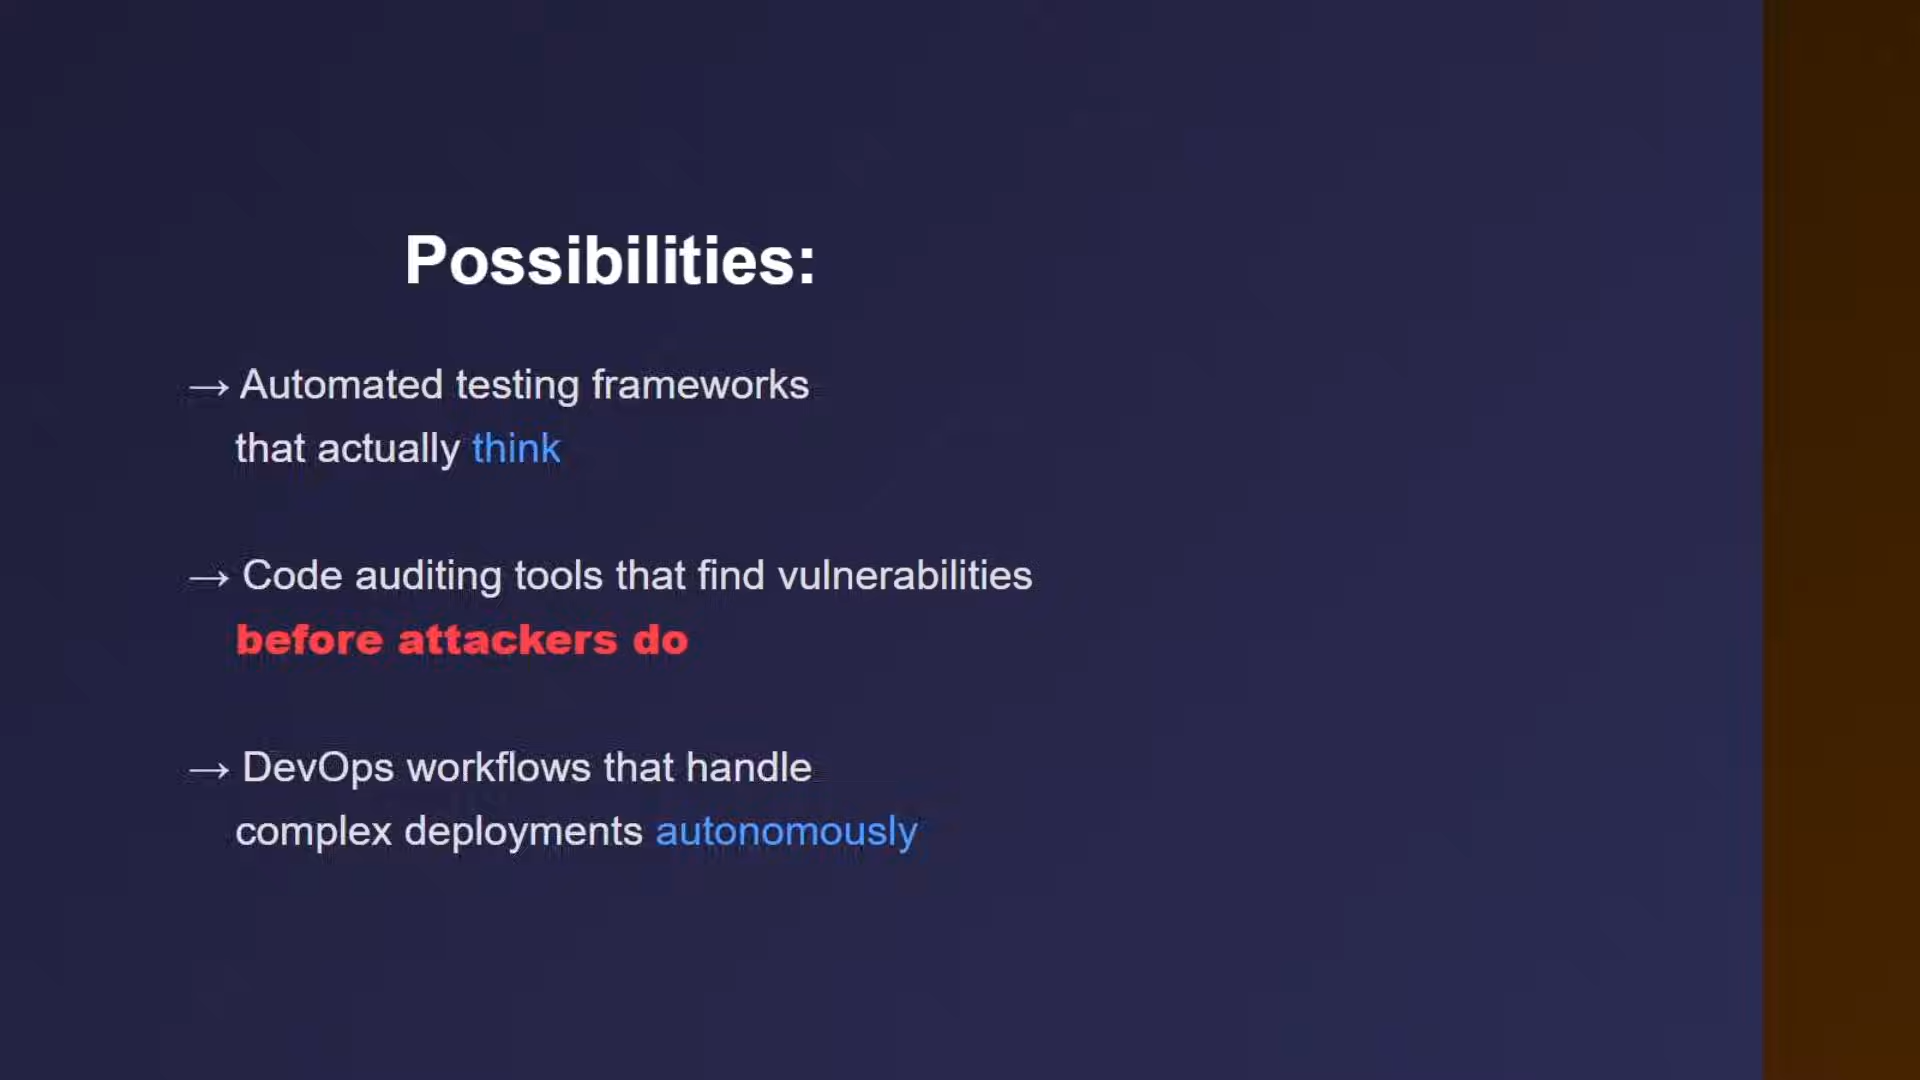 Possibilities:
→ Automated testing frameworks
that actually think
→ Code auditing tools that find vulnerabilities
before attackers do
→ DevOps workflows that handle
complex deployments autonomously